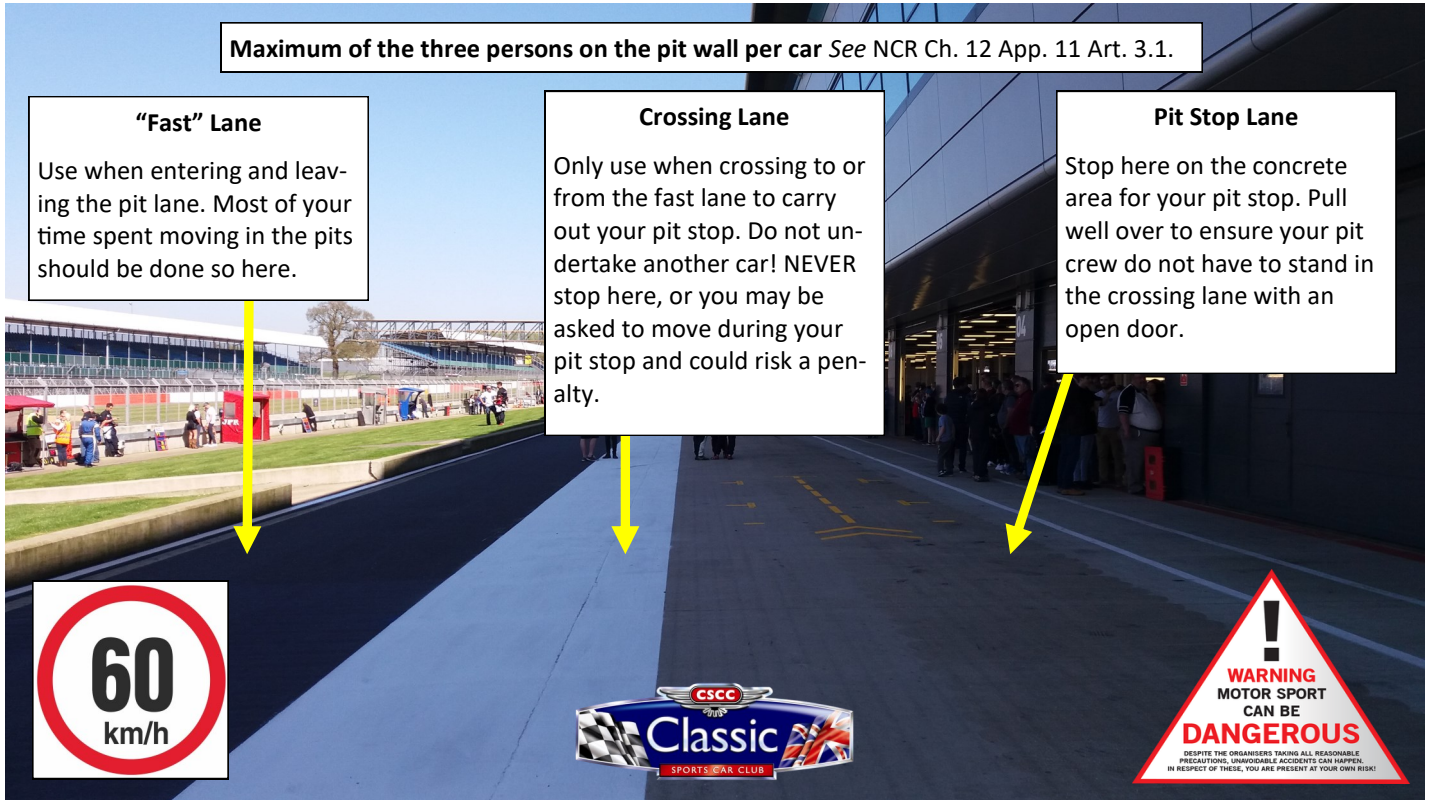 Maximum of the three persons on the pit wall per car See NCR Ch. 12 App. 11 Art. 3.1.
“Fast” Lane
Use when entering and leav-
ing the pit lane. Most of your
time spent moving in the pits
should be done so here.
Crossing Lane
Only use when crossing to or
from the fast lane to carry
out your pit stop. Do not un-
dertake another car! NEVER
stop here, or you may be
asked to move during your
pit stop and could risk a pen-
alty.
Pit Stop Lane
Stop here on the concrete
area for your pit stop. Pull
well over to ensure your pit
crew do not have to stand in
the crossing lane with an
open door.
60
km/h
CSCC
Classic
SPORTS CAR CLUB
!
WARNING
MOTOR SPORT
CAN BE
DANGEROUS
DESPITE THE ORGANISERS TAKING ALL REASONABLE
PRECAUTIONS, UNAVOIDABLE ACCIDENTS CAN HAPPEN.
IN RESPECT OF THESE, YOU ARE PRESENT AT YOUR OWN RISK!